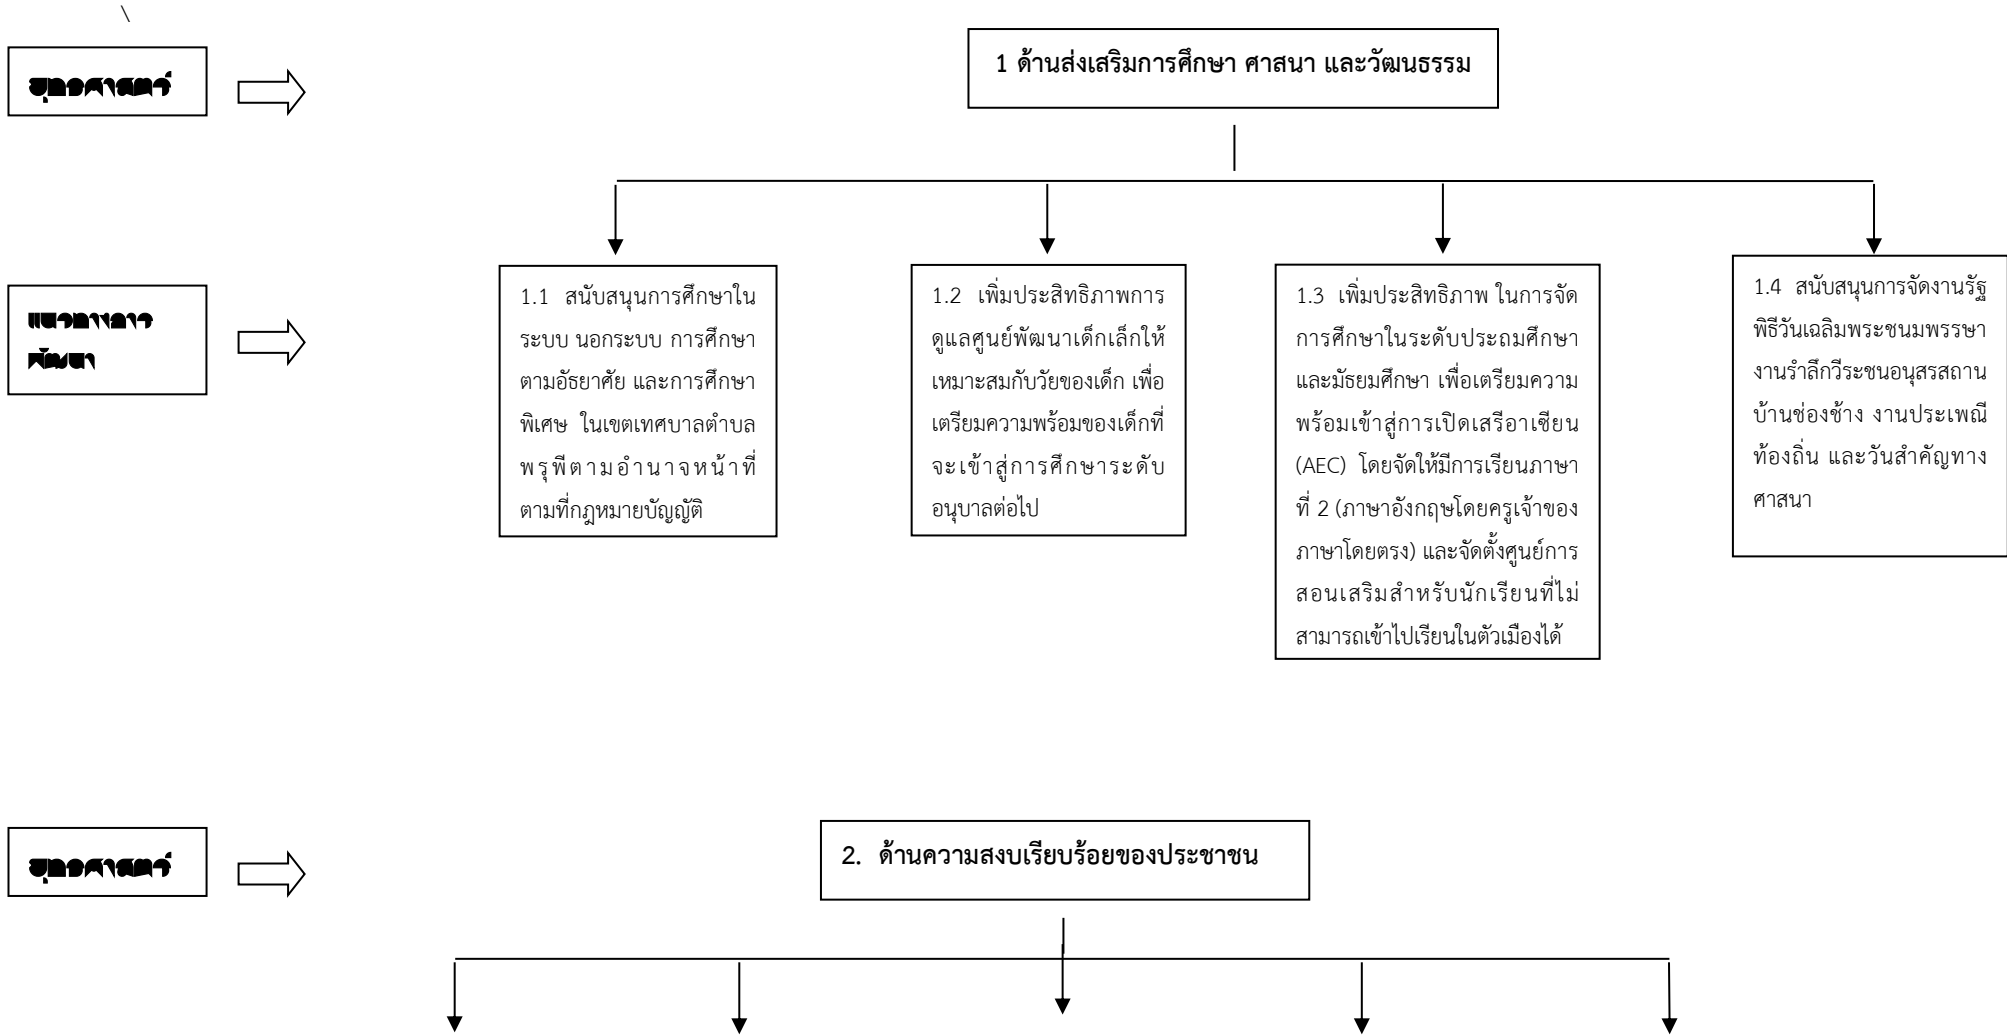 \
ยุทธศาสตร์
1 ด้านส่งเสริมการศึกษา ศาสนา และวัฒนธรรม
แนวทางการ
พัฒนา
1.1 สนับสนุนการศึกษาใน
ระบบ นอกระบบ การศึกษา
ตามอัธยาศัย และการศึกษา
พิเศษ ในเขตเทศบาลตำบล
พรุพีตามอำนาจหน้าที่
ตามที่กฎหมายบัญญัติ
1.2 เพิ่มประสิทธิภาพการ
ดูแลศูนย์พัฒนาเด็กเล็กให้
เหมาะสมกับวัยของเด็ก เพื่อ
เตรียมความพร้อมของเด็กที่
จะเข้าสู่การศึกษาระดับ
อนุบาลต่อไป
1.3 เพิ่มประสิทธิภาพ ในการจัด
การศึกษาในระดับประถมศึกษา
และมัธยมศึกษา เพื่อเตรียมความ
พร้อมเข้าสู่การเปิดเสรีอาเซียน
(AEC) โดยจัดให้มีการเรียนภาษา
ที่ 2 (ภาษาอังกฤษโดยครูเจ้าของ
ภาษาโดยตรง) และจัดตั้งศูนย์การ
สอนเสริมสำหรับนักเรียนที่ไม่
สามารถเข้าไปเรียนในตัวเมืองได้
1.4 สนับสนุนการจัดงานรัฐ
พิธีวันเฉลิมพระชนมพรรษา
งานรำลึกวีระชนอนุสรสถาน
บ้านช่องช้าง งานประเพณี
ท้องถิ่น และวันสำคัญทาง
ศาสนา
ยุทธศาสตร์
2. ด้านความสงบเรียบร้อยของประชาชน